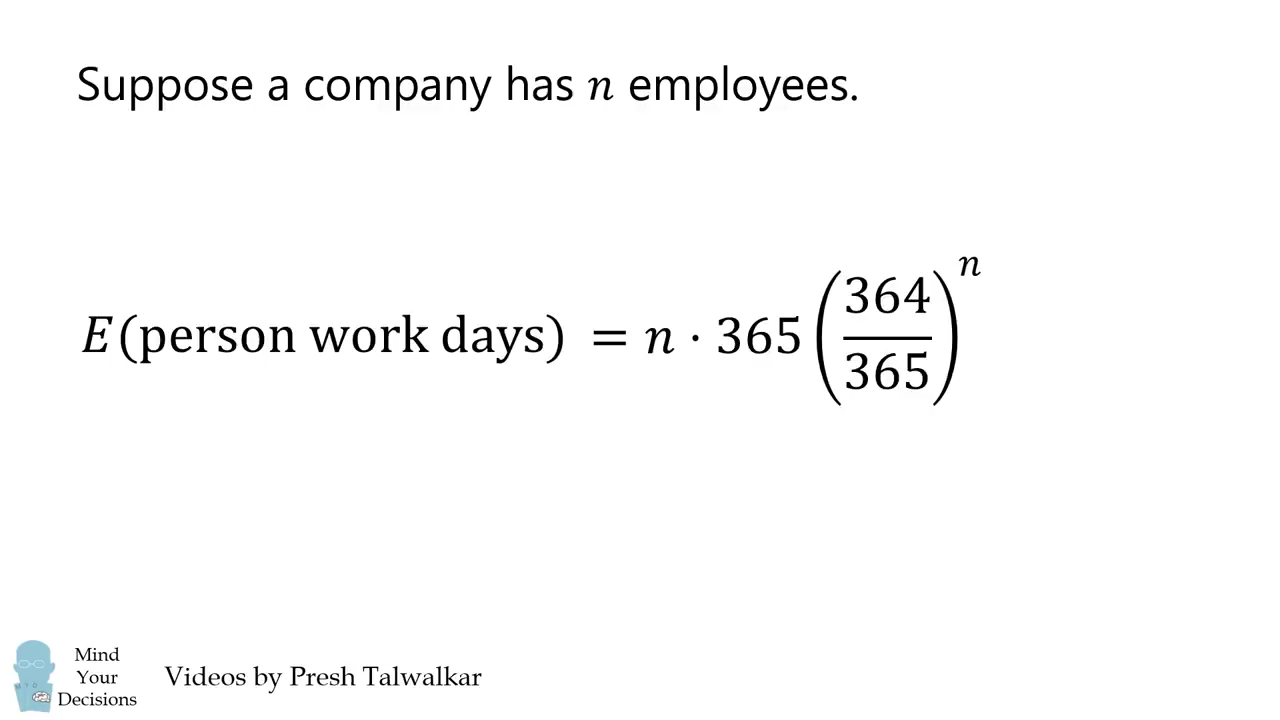 Suppose a company has n employees.
E(person work days) = n · 365 (364/365)^n
Mind
Your
Decisions
Videos by Presh Talwalkar